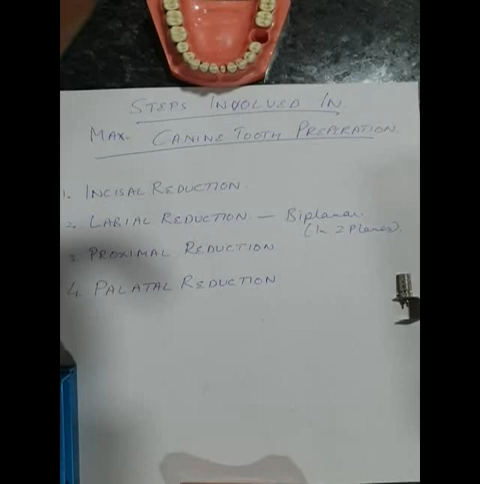 STEPS INVOLVED IN
MAX. CANINE TOOTH PREPARATION.
1. INCISAL REDUCTION.
2. LABIAL REDUCTION — Biplanar.
(In 2 Planes).
3. PROXIMAL REDUCTION
4. PALATAL REDUCTION